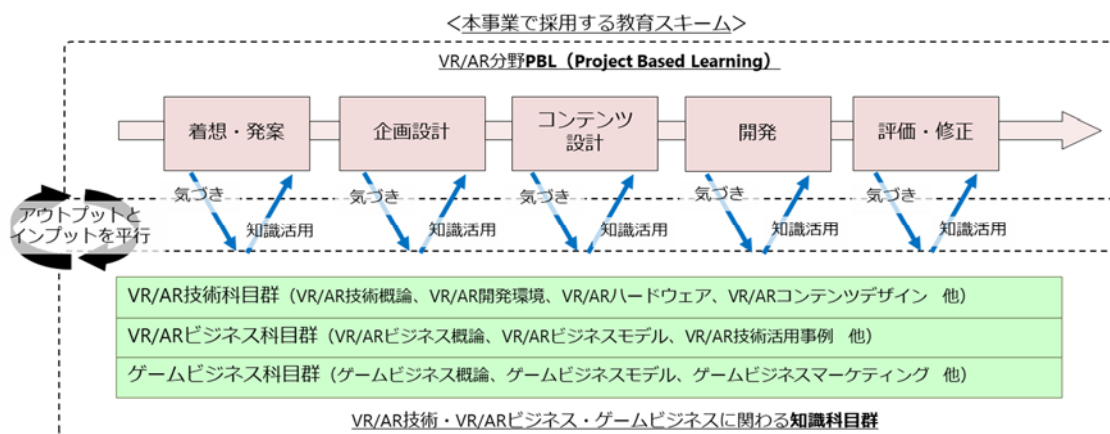 ＜本事業で採用する教育スキーム＞
VR/AR分野PBL（Project Based Learning）
着想・発案
企画設計
コンテンツ
設計
開発
評価・修正
気づき
気づき
気づき
気づき
気づき
知識活用
知識活用
知識活用
知識活用
知識活用
アウトプットと
インプットを平行
VR/AR技術科目群（VR/AR技術概論、VR/AR開発環境、VR/ARハードウェア、VR/ARコンテンツデザイン 他）
VR/ARビジネス科目群（VR/ARビジネス概論、VR/ARビジネスモデル、VR/AR技術活用事例 他）
ゲームビジネス科目群（ゲームビジネス概論、ゲームビジネスモデル、ゲームビジネスマーケティング 他）
VR/AR技術・VR/ARビジネス・ゲームビジネスに関わる知識科目群